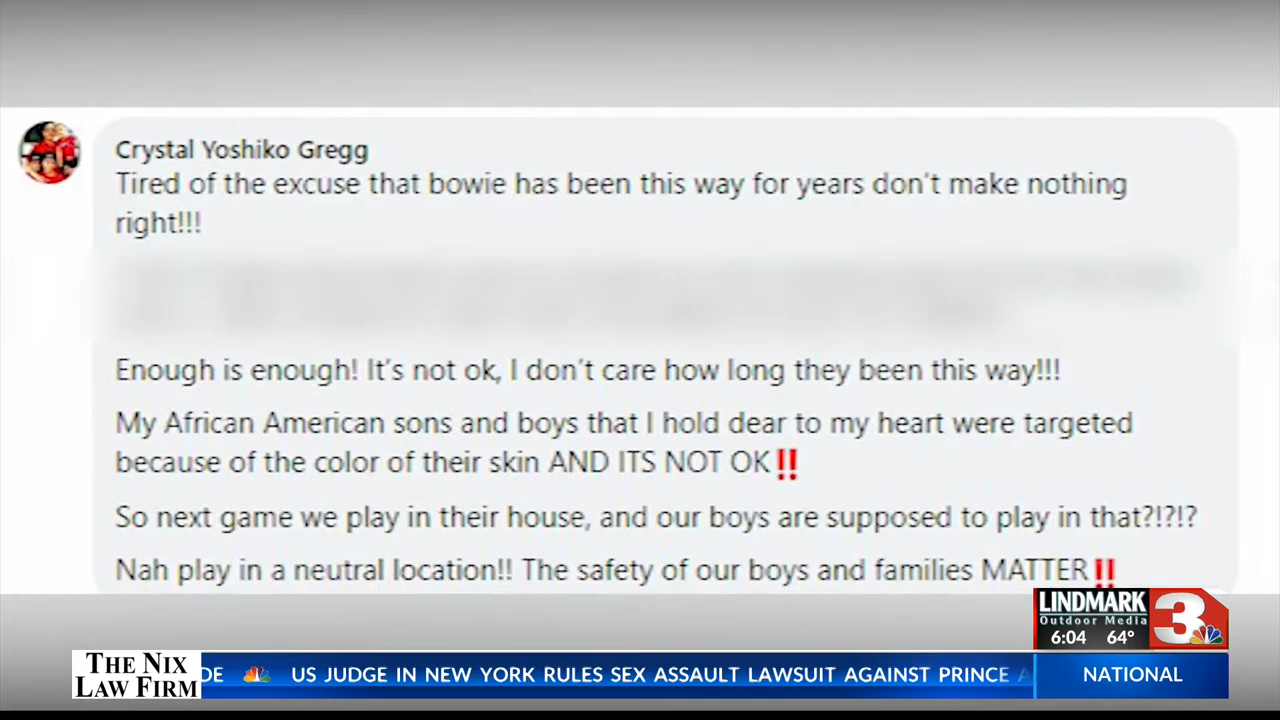 Crystal Yoshiko Gregg
Tired of the excuse that bowie has been this way for years don't make nothing
right!!!
Enough is enough! It's not ok, I don't care how long they been this way!!!
My African American sons and boys that I hold dear to my heart were targeted
because of the color of their skin AND ITS NOT OK‼
So next game we play in their house, and our boys are supposed to play in that?!?!?
Nah play in a neutral location!! The safety of our boys and families MATTER‼
LINDMARK
Outdoor Media
3
6:04 64°
THE NIX
LAW FIRM
DE US JUDGE IN NEW YORK RULES SEX ASSAULT LAWSUIT AGAINST PRINCE A
NATIONAL